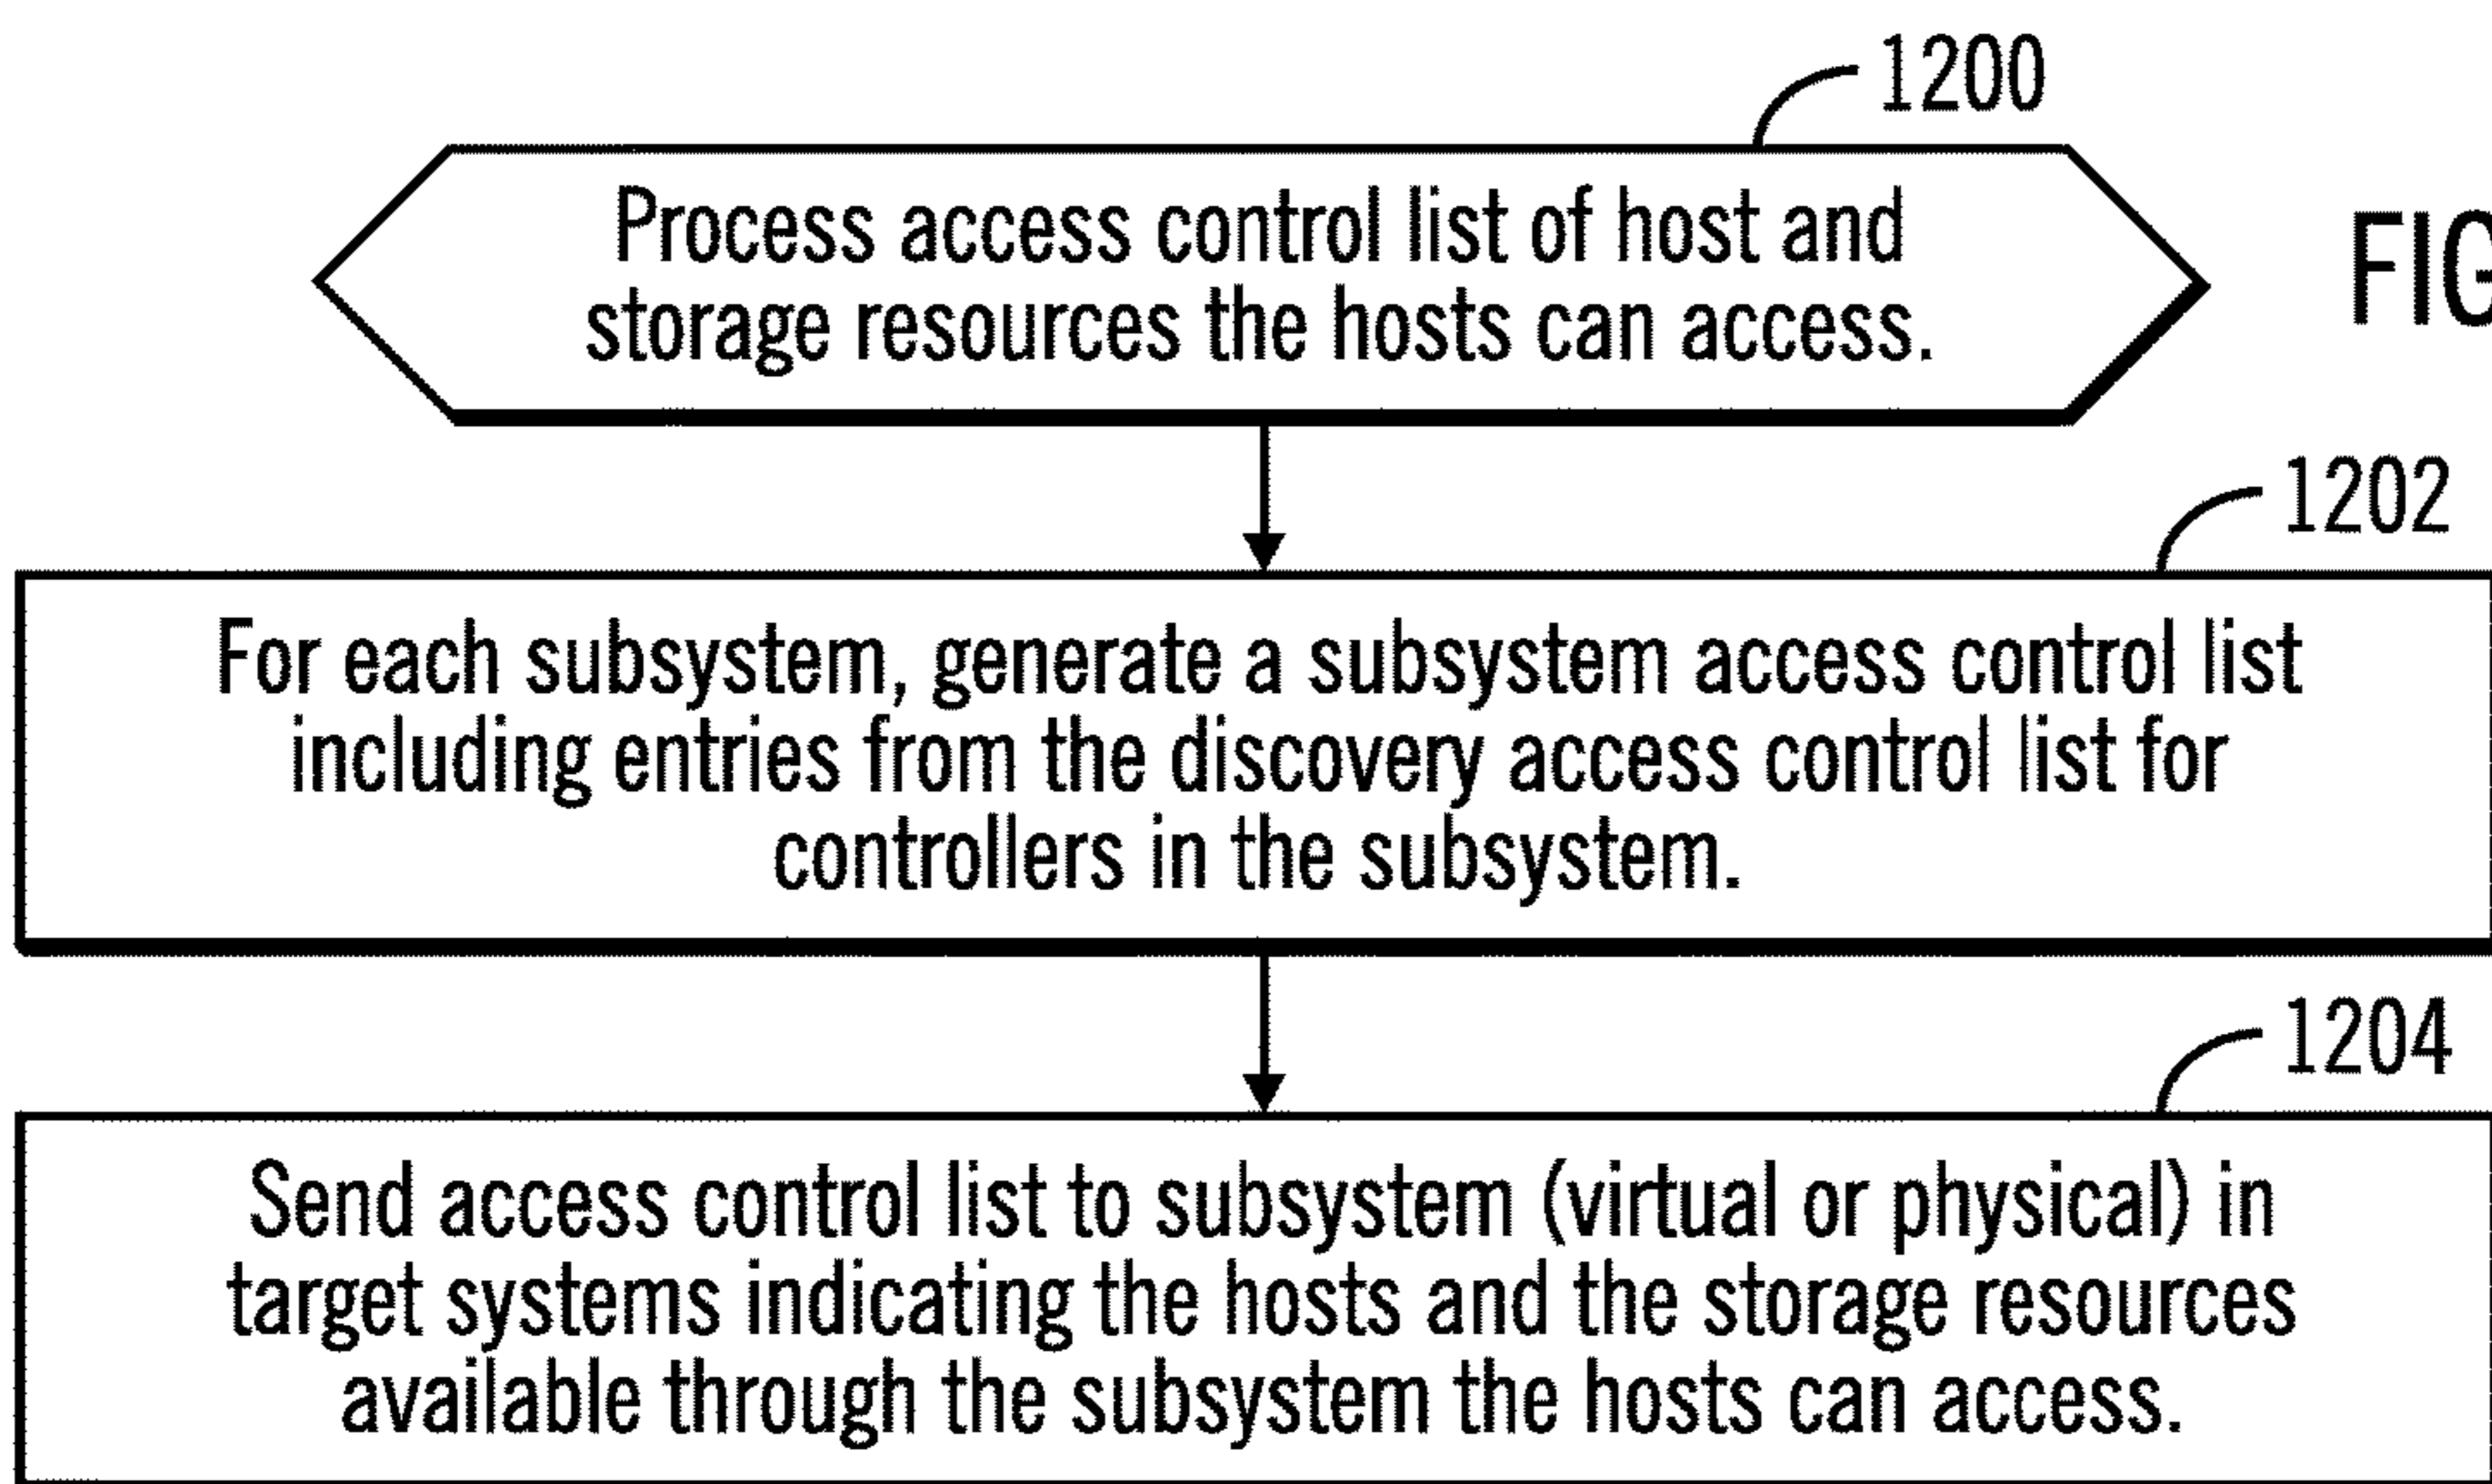 1200
Process access control list of host and
storage resources the hosts can access.
FIG
1202
For each subsystem, generate a subsystem access control list
including entries from the discovery access control list for
controllers in the subsystem.
1204
Send access control list to subsystem (virtual or physical) in
target systems indicating the hosts and the storage resources
available through the subsystem the hosts can access.